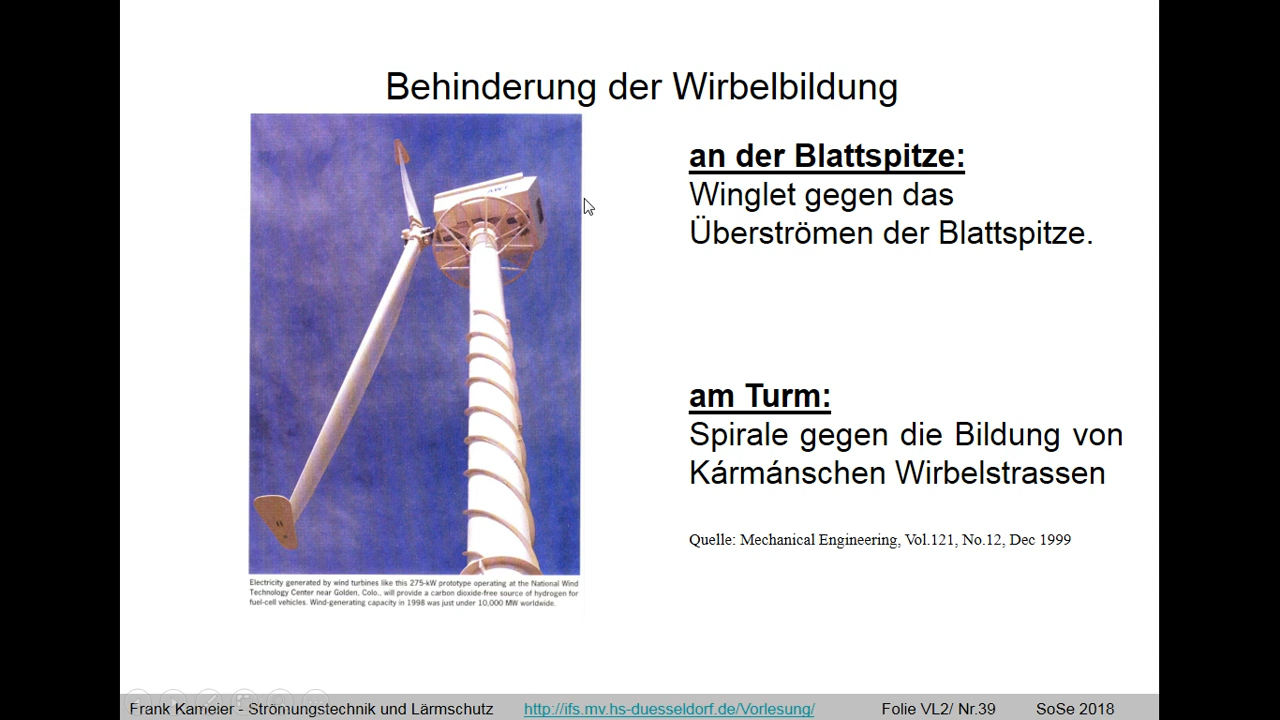 Behinderung der Wirbelbildung
an der Blattspitze:
Winglet gegen das
Überströmen der Blattspitze.
AWT
am Turm:
Spirale gegen die Bildung von
Kármánschen Wirbelstrassen
Quelle: Mechanical Engineering, Vol.121, No.12, Dec 1999
Electricity generated by wind turbines like this 275-kW prototype operating at the National Wind
Technology Center near Golden, Colo., will provide a carbon dioxide-free source of hydrogen for
fuel-cell vehicles. Wind-generating capacity in 1998 was just under 10,000 MW worldwide.
Frank Kameier - Strömungstechnik und Lärmschutz http://ifs.mv.hs-duesseldorf.de/Vorlesung/ Folie VL2/ Nr.39 SoSe 2018